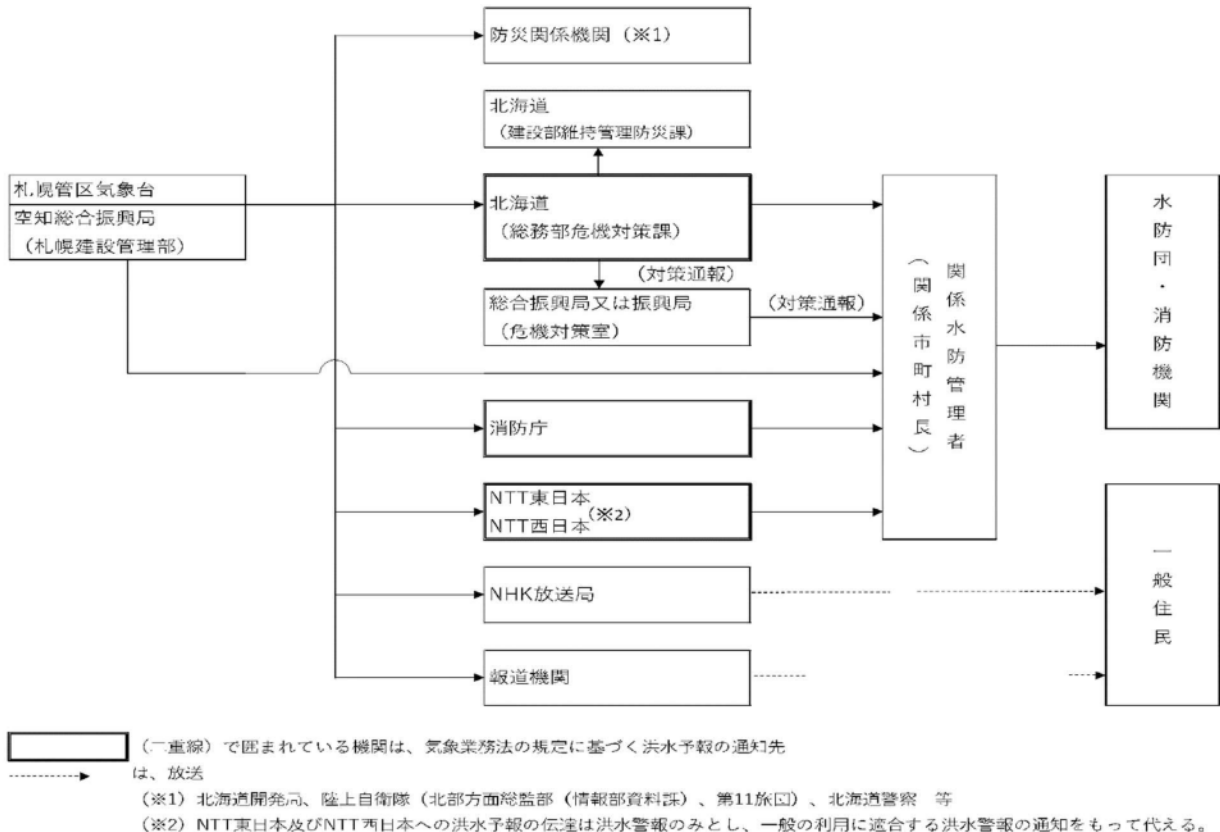 防災関係機関（※1）
北海道
（建設部維持管理防災課）
札幌管区気象台
空知総合振興局
（札幌建設管理部）
北海道
（総務部危機対策課）
（対策通報）
総合振興局又は振興局
（危機対策室）
（対策通報）
消防庁
NTT東日本
NTT西日本
（※2）
NHK放送局
報道機関
関係水防管理者
（関係市町村長）
水防団・消防機関
一般住民
（二重線）で囲まれている機関は、気象業務法の規定に基づく洪水予報の通知先
は、放送
（※1）北海道開発局、陸上自衛隊（北部方面総監部（情報部資料課）、第11旅団）、北海道警察　等
（※2）NTT東日本及びNTT西日本への洪水予報の伝達は洪水警報のみとし、一般の利用に適合する洪水警報の通知をもって代える。